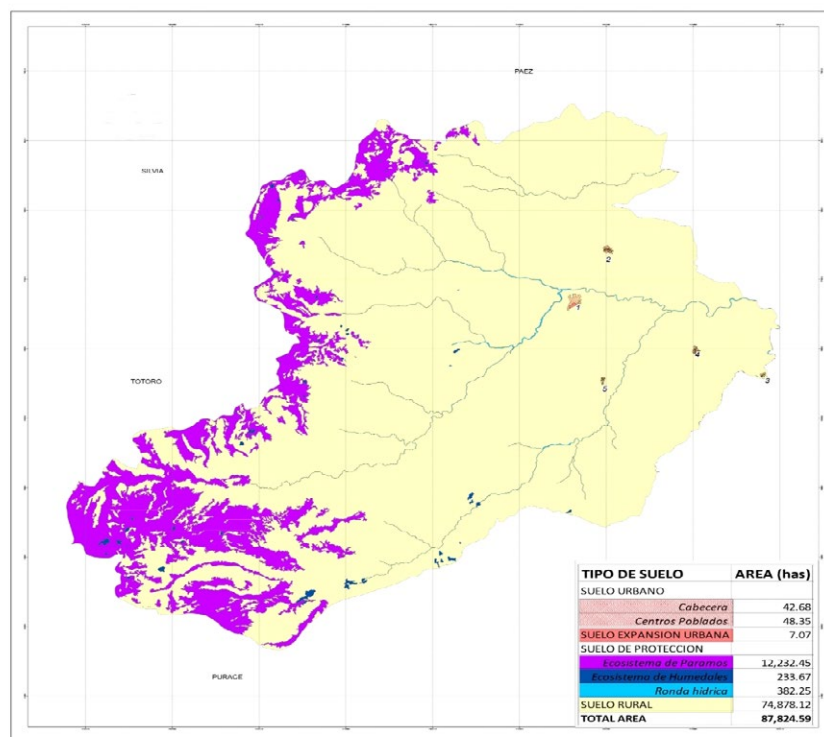 PAEZ
SILVIA
2
1
4
3
5
TOTORO
PURACE
TIPO DE SUELO AREA (has)
SUELO URBANO
Cabecera 42.68
Centros Poblados 48.35
SUELO EXPANSION URBANA 7.07
SUELO DE PROTECCION
Ecosistema de Paramos 12,232.45
Ecosistema de Humedales 233.67
Ronda hidrica 382.25
SUELO RURAL 74,878.12
TOTAL AREA 87,824.59